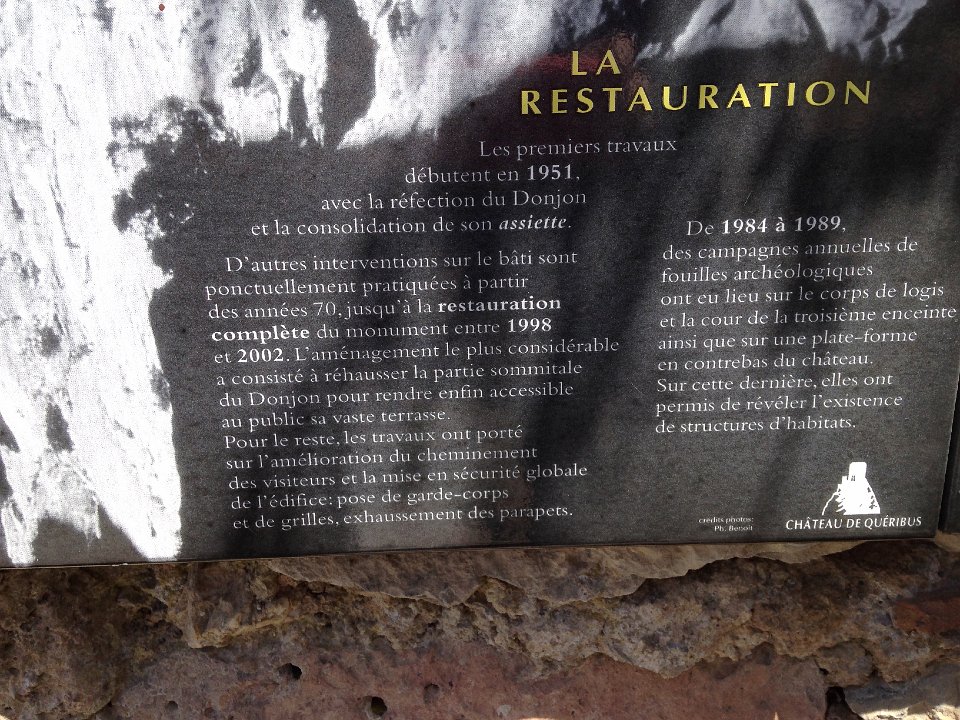 LA
RESTAURATION
Les premiers travaux
débutent en 1951,
avec la réfection du Donjon
et la consolidation de son assiette.
D'autres interventions sur le bâti sont
ponctuellement pratiquées à partir
des années 70, jusqu'à la restauration
complète du monument entre 1998
et 2002. L'aménagement le plus considérable
a consisté à réhausser la partie sommitale
du Donjon pour rendre enfin accessible
au public sa vaste terrasse.
Pour le reste, les travaux ont porté
sur l'amélioration du cheminement
des visiteurs et la mise en sécurité globale
de l'édifice: pose de garde-corps
et de grilles, exhaussement des parapets.
De 1984 à 1989,
des campagnes annuelles de
fouilles archéologiques
ont eu lieu sur le corps de logis
et la cour de la troisième enceinte
ainsi que sur une plate-forme
en contrebas du château.
Sur cette dernière, elles ont
permis de révéler l'existence
de structures d'habitats.
crédits photos:
Ph. Benoit
CHÂTEAU DE QUÉRIBUS